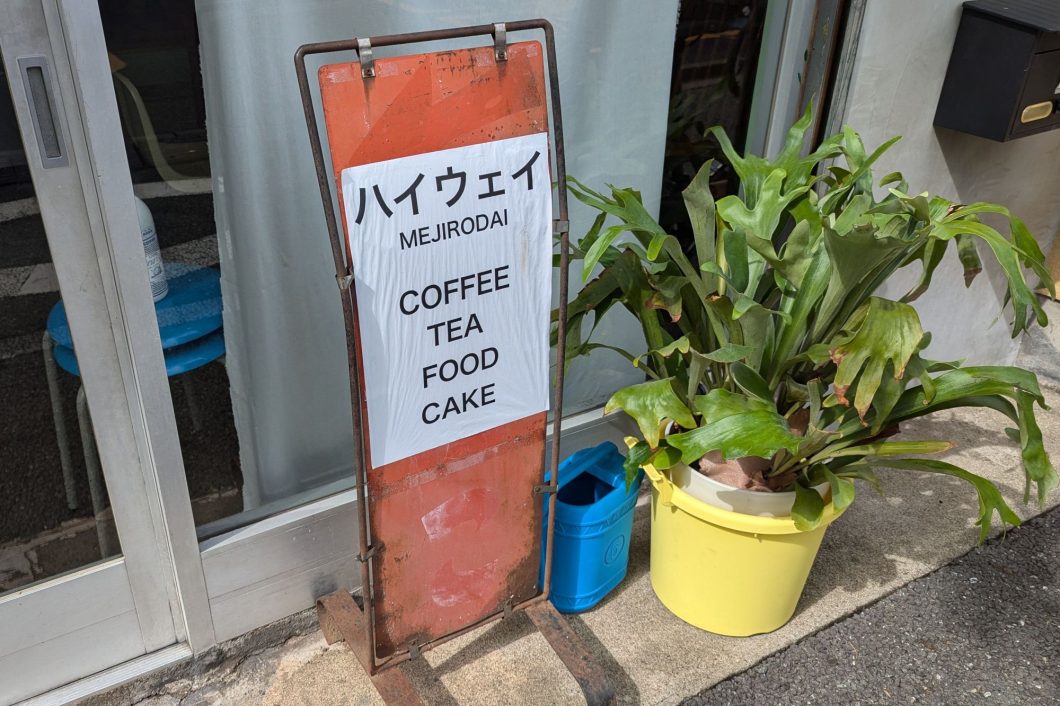 ハイウェイ
MEJIRODAI
COFFEE
TEA
FOOD
CAKE